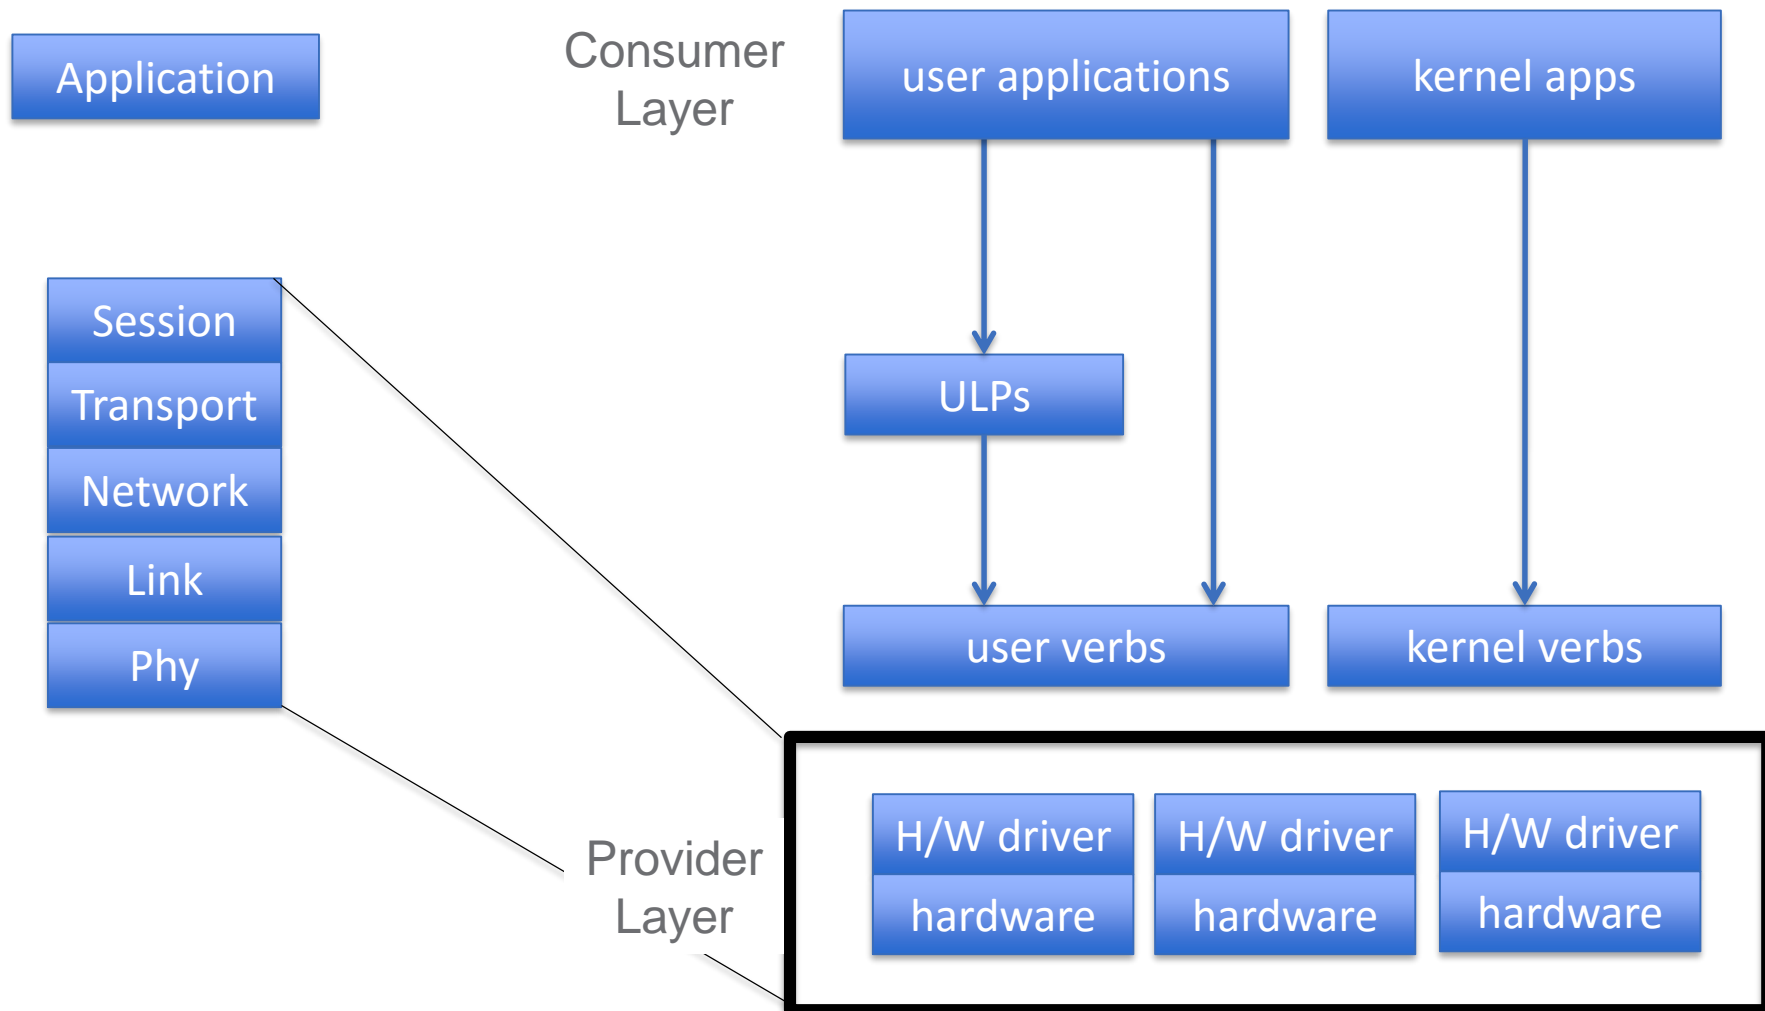 Application
Consumer
Layer
user applications
kernel apps
Session
Transport
Network
Link
Phy
ULPs
user verbs
kernel verbs
Provider
Layer
H/W driver
hardware
H/W driver
hardware
H/W driver
hardware